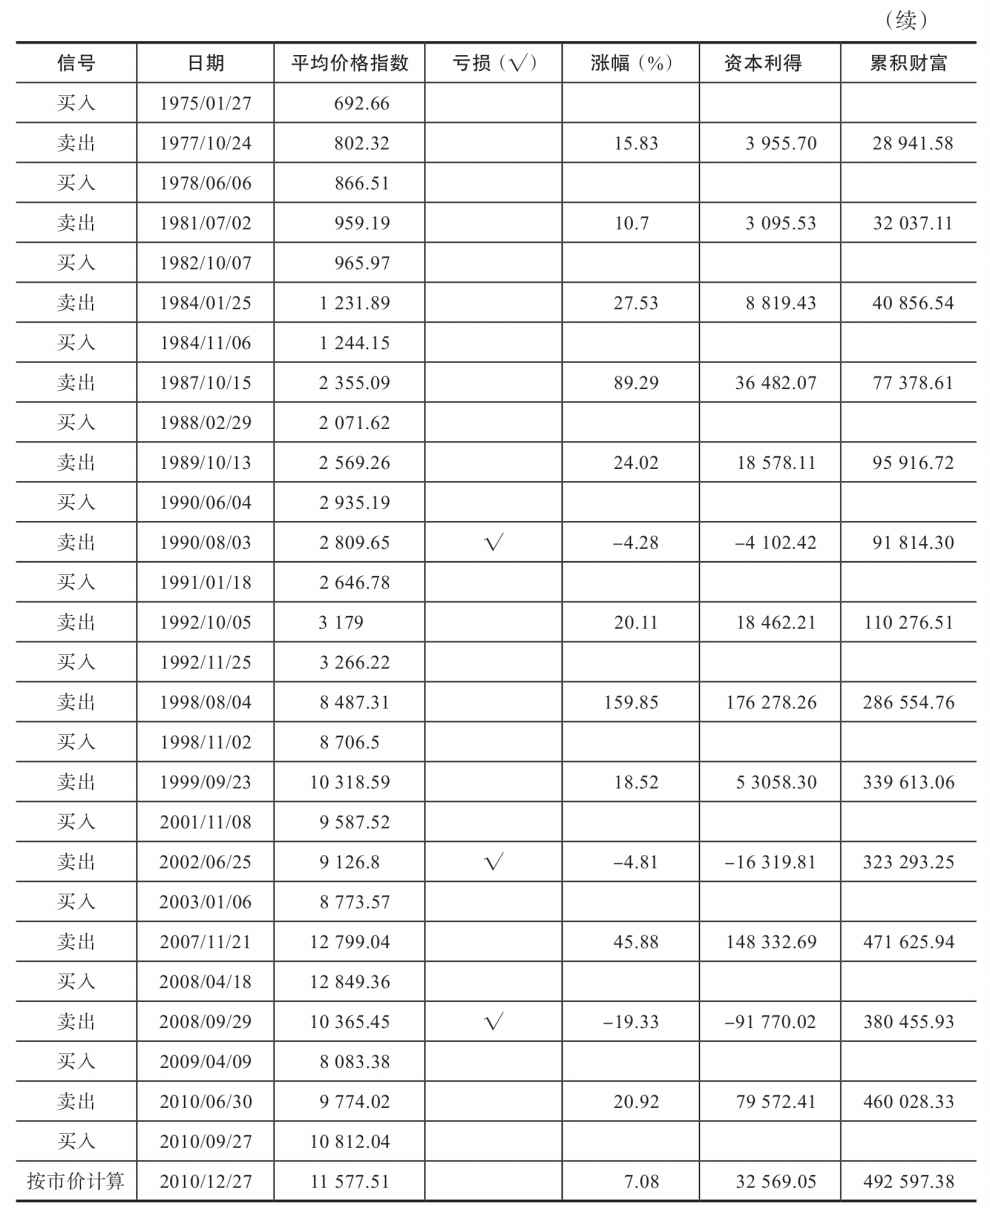 （续）
信号 日期 平均价格指数 亏损（√） 涨幅（%） 资本利得 累积财富
买入 1975/01/27 692.66
卖出 1977/10/24 802.32 15.83 3 955.70 28 941.58
买入 1978/06/06 866.51
卖出 1981/07/02 959.19 10.7 3 095.53 32 037.11
买入 1982/10/07 965.97
卖出 1984/01/25 1 231.89 27.53 8 819.43 40 856.54
买入 1984/11/06 1 244.15
卖出 1987/10/15 2 355.09 89.29 36 482.07 77 378.61
买入 1988/02/29 2 071.62
卖出 1989/10/13 2 569.26 24.02 18 578.11 95 916.72
买入 1990/06/04 2 935.19
卖出 1990/08/03 2 809.65 √ –4.28 –4 102.42 91 814.30
买入 1991/01/18 2 646.78
卖出 1992/10/05 3 179 20.11 18 462.21 110 276.51
买入 1992/11/25 3 266.22
卖出 1998/08/04 8 487.31 159.85 176 278.26 286 554.76
买入 1998/11/02 8 706.5
卖出 1999/09/23 10 318.59 18.52 5 3058.30 339 613.06
买入 2001/11/08 9 587.52
卖出 2002/06/25 9 126.8 √ –4.81 –16 319.81 323 293.25
买入 2003/01/06 8 773.57
卖出 2007/11/21 12 799.04 45.88 148 332.69 471 625.94
买入 2008/04/18 12 849.36
卖出 2008/09/29 10 365.45 √ –19.33 –91 770.02 380 455.93
买入 2009/04/09 8 083.38
卖出 2010/06/30 9 774.02 20.92 79 572.41 460 028.33
买入 2010/09/27 10 812.04
按市价计算 2010/12/27 11 577.51 7.08 32 569.05 492 597.38